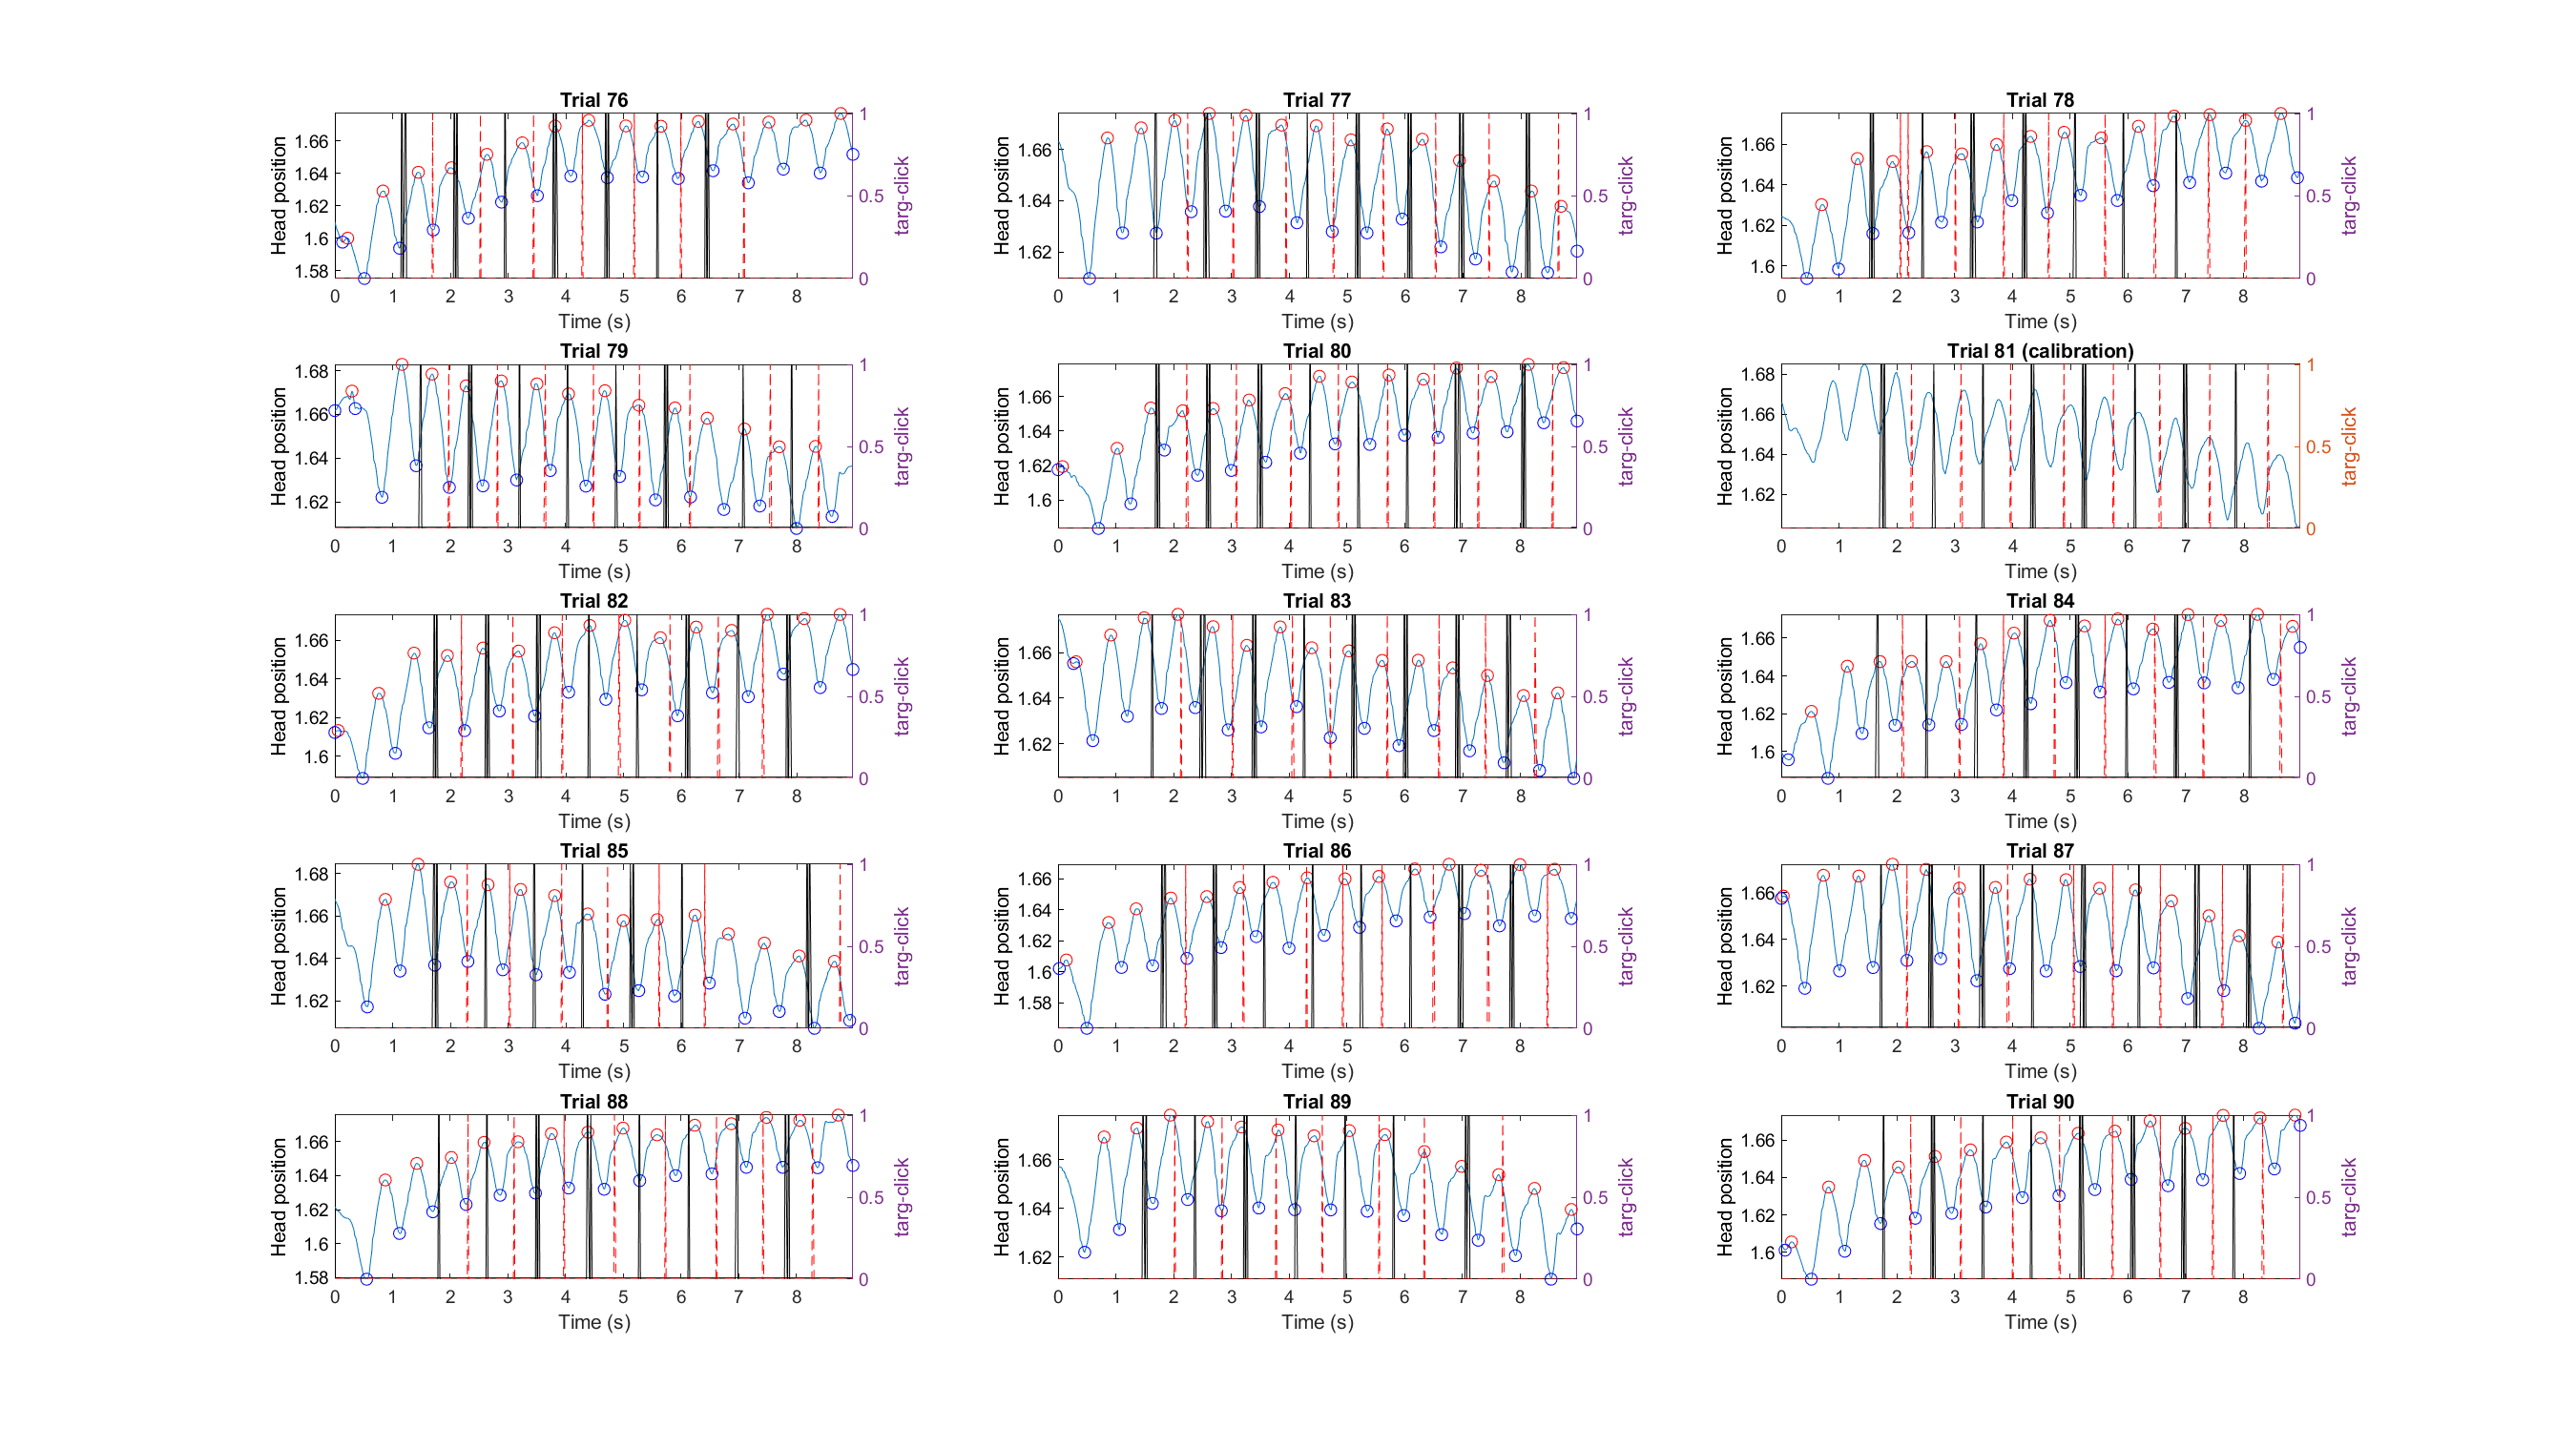 Trial 76
Head position
1.66
1.64
1.62
1.6
1.58
1
0.5
0
targ-click
0 1 2 3 4 5 6 7 8
Time (s)
Trial 77
Head position
1.66
1.64
1.62
1
0.5
0
targ-click
0 1 2 3 4 5 6 7 8
Time (s)
Trial 78
Head position
1.66
1.64
1.62
1.6
1
0.5
0
targ-click
0 1 2 3 4 5 6 7 8
Time (s)
Trial 79
Head position
1.68
1.66
1.64
1.62
1
0.5
0
targ-click
0 1 2 3 4 5 6 7 8
Time (s)
Trial 80
Head position
1.66
1.64
1.62
1.6
1
0.5
0
targ-click
0 1 2 3 4 5 6 7 8
Time (s)
Trial 81 (calibration)
Head position
1.68
1.66
1.64
1.62
1
0.5
0
targ-click
0 1 2 3 4 5 6 7 8
Time (s)
Trial 82
Head position
1.66
1.64
1.62
1.6
1
0.5
0
targ-click
0 1 2 3 4 5 6 7 8
Time (s)
Trial 83
Head position
1.66
1.64
1.62
1
0.5
0
targ-click
0 1 2 3 4 5 6 7 8
Time (s)
Trial 84
Head position
1.66
1.64
1.62
1.6
1
0.5
0
targ-click
0 1 2 3 4 5 6 7 8
Time (s)
Trial 85
Head position
1.68
1.66
1.64
1.62
1
0.5
0
targ-click
0 1 2 3 4 5 6 7 8
Time (s)
Trial 86
Head position
1.66
1.64
1.62
1.6
1.58
1
0.5
0
targ-click
0 1 2 3 4 5 6 7 8
Time (s)
Trial 87
Head position
1.66
1.64
1.62
1
0.5
0
targ-click
0 1 2 3 4 5 6 7 8
Time (s)
Trial 88
Head position
1.66
1.64
1.62
1.6
1.58
1
0.5
0
targ-click
0 1 2 3 4 5 6 7 8
Time (s)
Trial 89
Head position
1.66
1.64
1.62
1
0.5
0
targ-click
0 1 2 3 4 5 6 7 8
Time (s)
Trial 90
Head position
1.66
1.64
1.62
1.6
1
0.5
0
targ-click
0 1 2 3 4 5 6 7 8
Time (s)